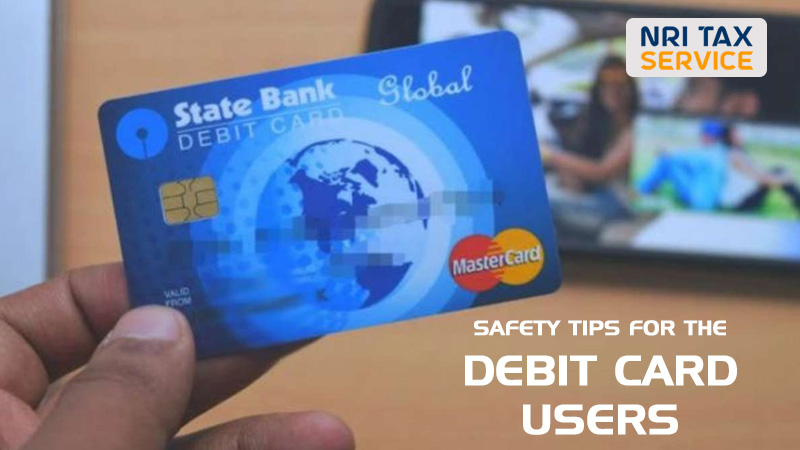 NRI TAX
SERVICE
State Bank Global
DEBIT CARD
VALID
FROM
MasterCard
SAFETY TIPS FOR THE
DEBIT CARD
USERS